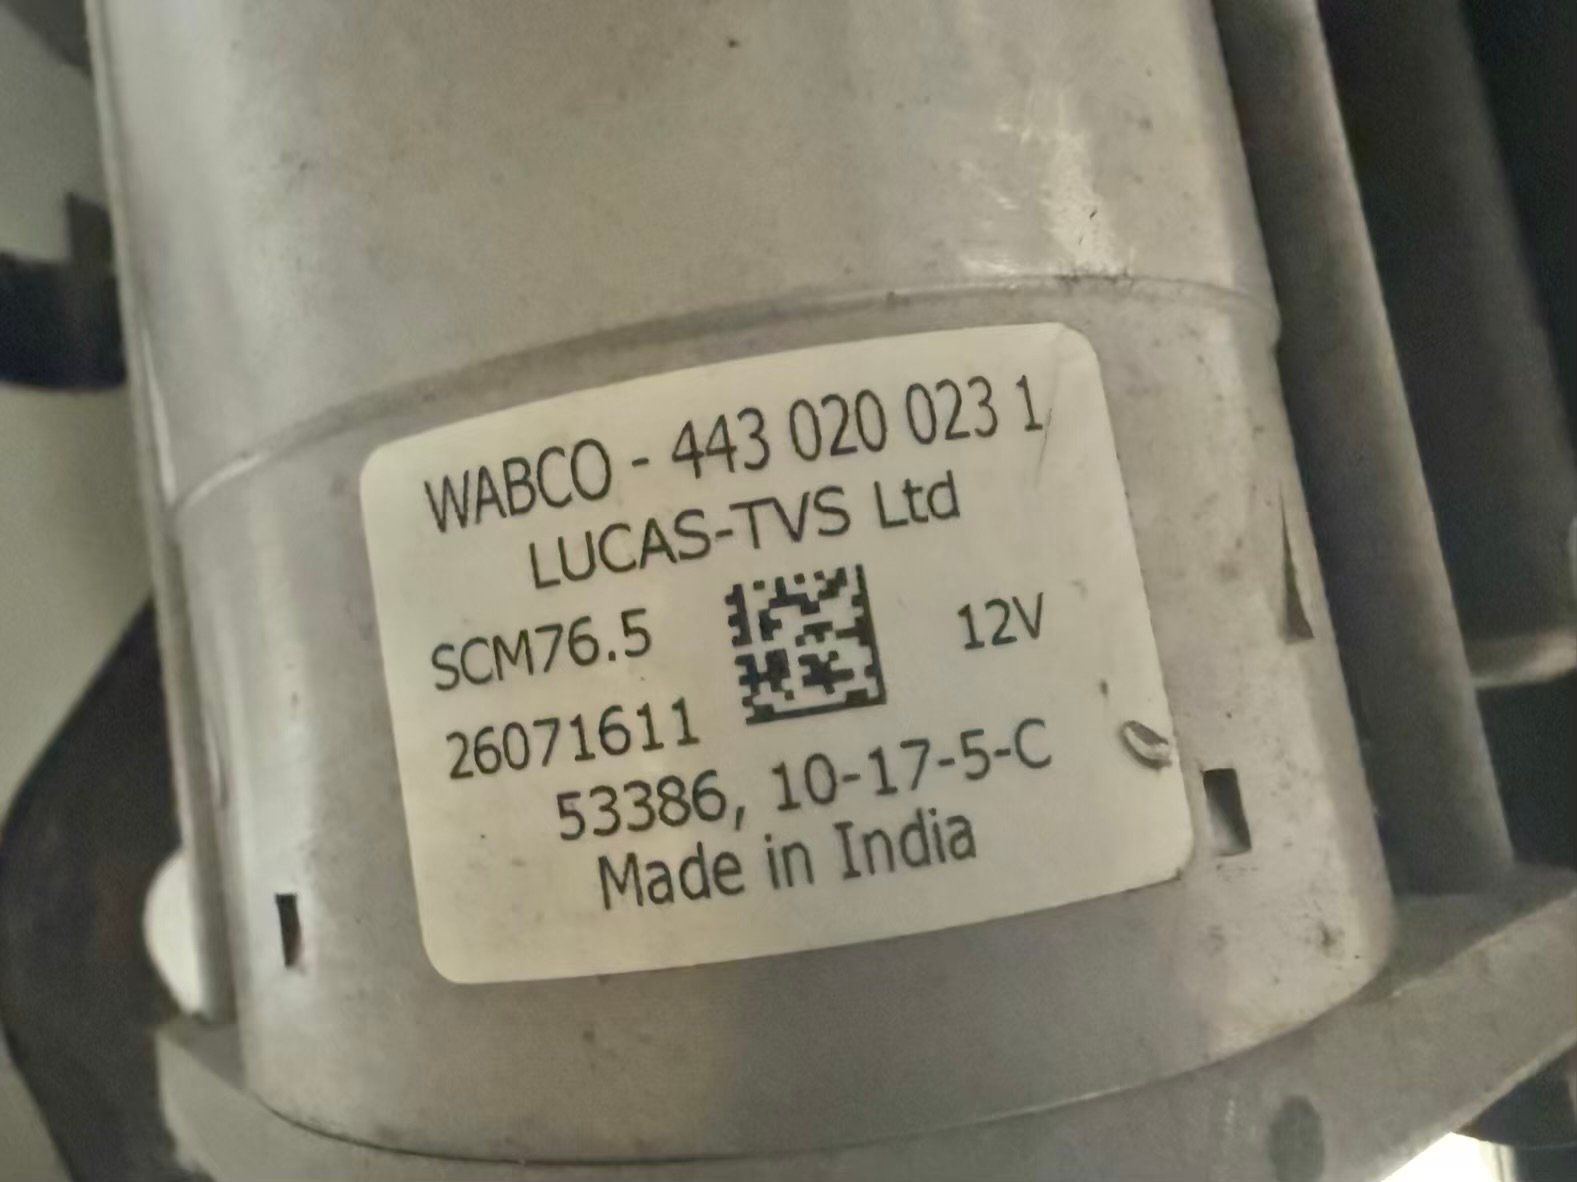 WABCO - 443 020 023 1
LUCAS-TVS Ltd
SCM76.5 12V
26071611
53386, 10-17-5-C
Made in India